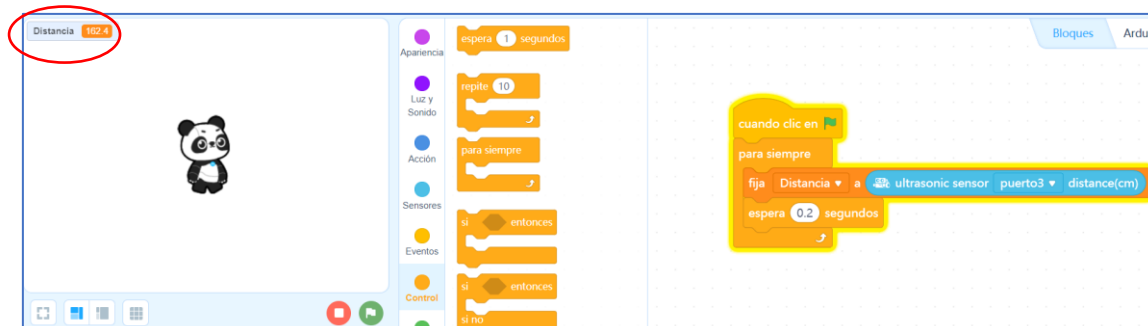 Distancia 162.4
Apariencia
Luz y
Sonido
Acción
Sensores
Eventos
Control
espera 1 segundos
repite 10
para siempre
si entonces
si entonces
si no
Bloques Ardu
cuando clic en
para siempre
fija Distancia ▾ a ultrasonic sensor puerto3 ▾ distance(cm)
espera 0.2 segundos